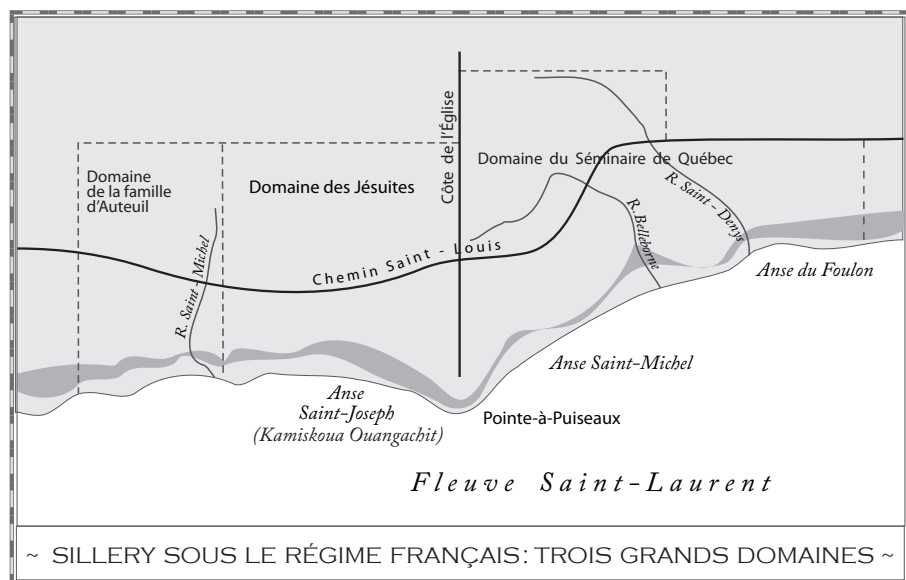 Côte de l'Église
Domaine du Séminaire de Québec
Domaine
de la famille
d'Auteuil
Domaine des Jésuites
R. Saint - Denys
R. Belleborne
R. Saint - Michel
Chemin Saint - Louis
Anse du Foulon
Anse Saint-Michel
Anse
Saint-Joseph
(Kamiskoua Ouangachit)
Pointe-à-Puiseaux
Fleuve Saint-Laurent
~ SILLERY SOUS LE RÉGIME FRANÇAIS: TROIS GRANDS DOMAINES ~